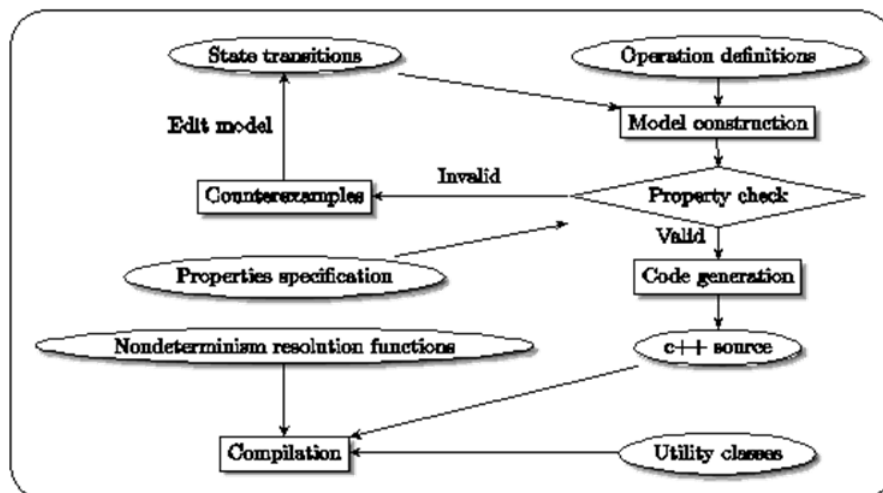 State transitions
Operation definitions
Edit model
Model construction
Invalid
Counterexamples
Property check
Valid
Properties specification
Code generation
Nondeterminism resolution functions
c++ source
Compilation
Utility classes